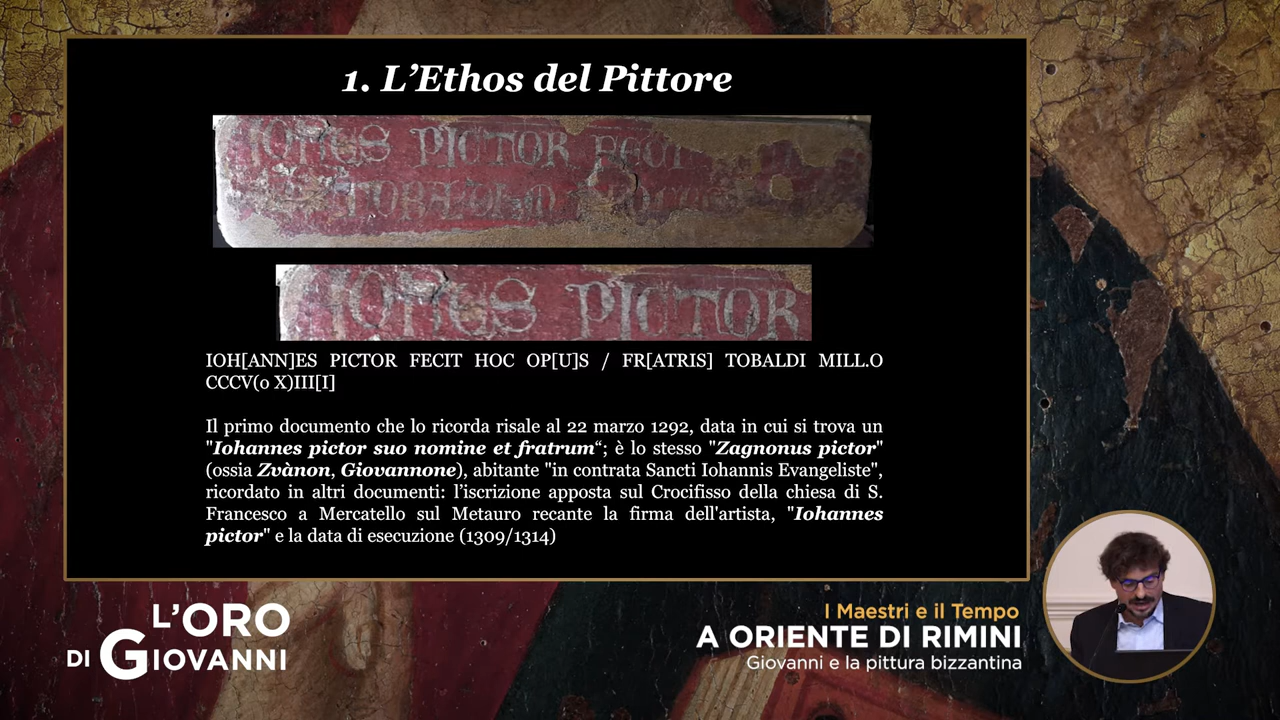 1. L’Ethos del Pittore
PICTOR
PICTOR
IOH[ANN]ES PICTOR FECIT HOC OP[U]S / FR[ATRIS] TOBALDI MILL.O
CCCV(o X)III[I]
Il primo documento che lo ricorda risale al 22 marzo 1292, data in cui si trova un
"Iohannes pictor suo nomine et fratrum“; è lo stesso "Zagnonus pictor"
(ossia Zvànon, Giovannone), abitante "in contrata Sancti Iohannis Evangeliste",
ricordato in altri documenti: l’iscrizione apposta sul Crocifisso della chiesa di S.
Francesco a Mercatello sul Metauro recante la firma dell'artista, "Iohannes
pictor" e la data di esecuzione (1309/1314)
L’ORO
DI GIOVANNI
I Maestri e il Tempo
A ORIENTE DI RIMINI
Giovanni e la pittura bizzantina